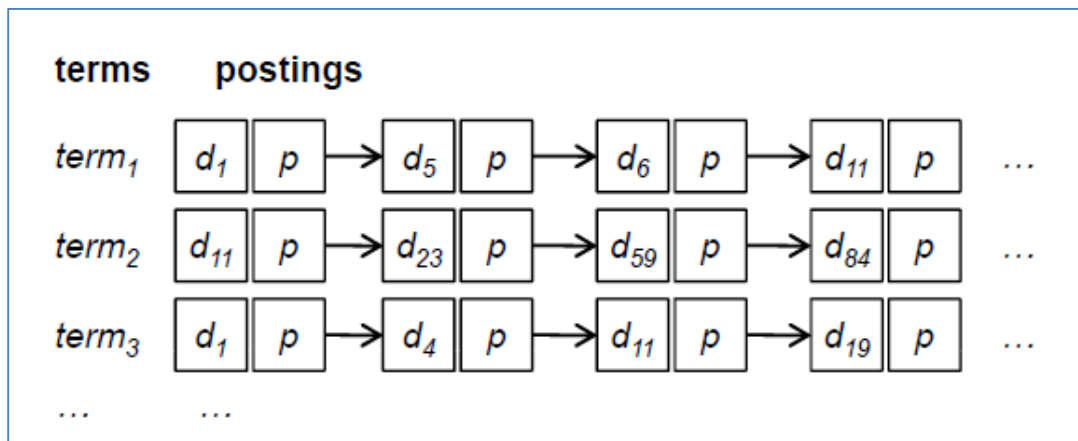 terms postings
term₁ d₁ p d₅ p d₆ p d₁₁ p ...
term₂ d₁₁ p d₂₃ p d₅₉ p d₈₄ p ...
term₃ d₁ p d₄ p d₁₁ p d₁₉ p ...
... ...